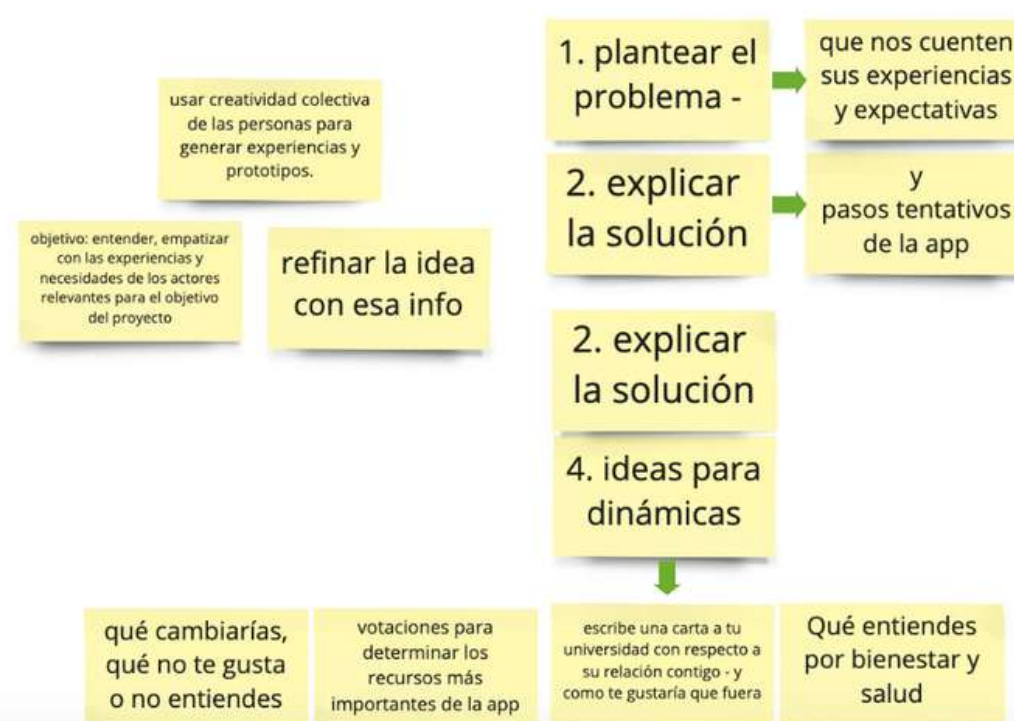 usar creatividad colectiva
de las personas para
generar experiencias y
prototipos.
objetivo: entender, empatizar
con las experiencias y
necesidades de los actores
relevantes para el objetivo
del proyecto
refinar la idea
con esa info
1. plantear el
problema -
que nos cuenten
sus experiencias
y expectativas
2. explicar
la solución
y
pasos tentativos
de la app
2. explicar
la solución
4. ideas para
dinámicas
qué cambiarías,
qué no te gusta
o no entiendes
votaciones para
determinar los
recursos más
importantes de la app
escribe una carta a tu
universidad con respecto a
su relación contigo - y
como te gustaría que fuera
Qué entiendes
por bienestar y
salud